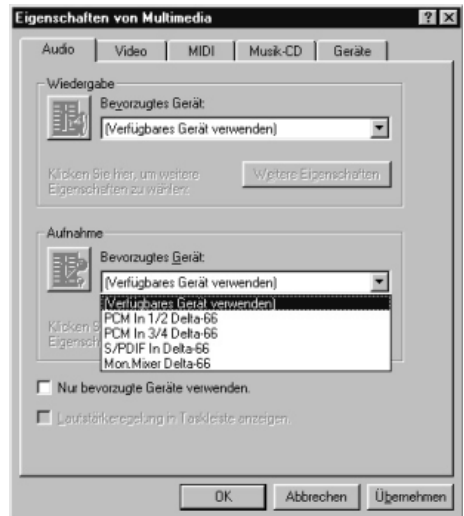 Eigenschaften von Multimedia
Audio Video MIDI Musik-CD Geräte
Wiedergabe
Bevorzugtes Gerät:
(Verfügbares Gerät verwenden)
Klicken Sie hier, um weitere
Eigenschaften zu wählen:
Weitere Eigenschaften
Aufnahme
Bevorzugtes Gerät:
(Verfügbares Gerät verwenden)
(Verfügbares Gerät verwenden)
PCM In 1/2 Delta-66
PCM In 3/4 Delta-66
S/PDIF In Delta-66
Mon.Mixer Delta-66
Klicken S
Eigensch
Nur bevorzugte Geräte verwenden.
Lautstärkeregelung in Taskleiste anzeigen.
OK Abbrechen Übernehmen